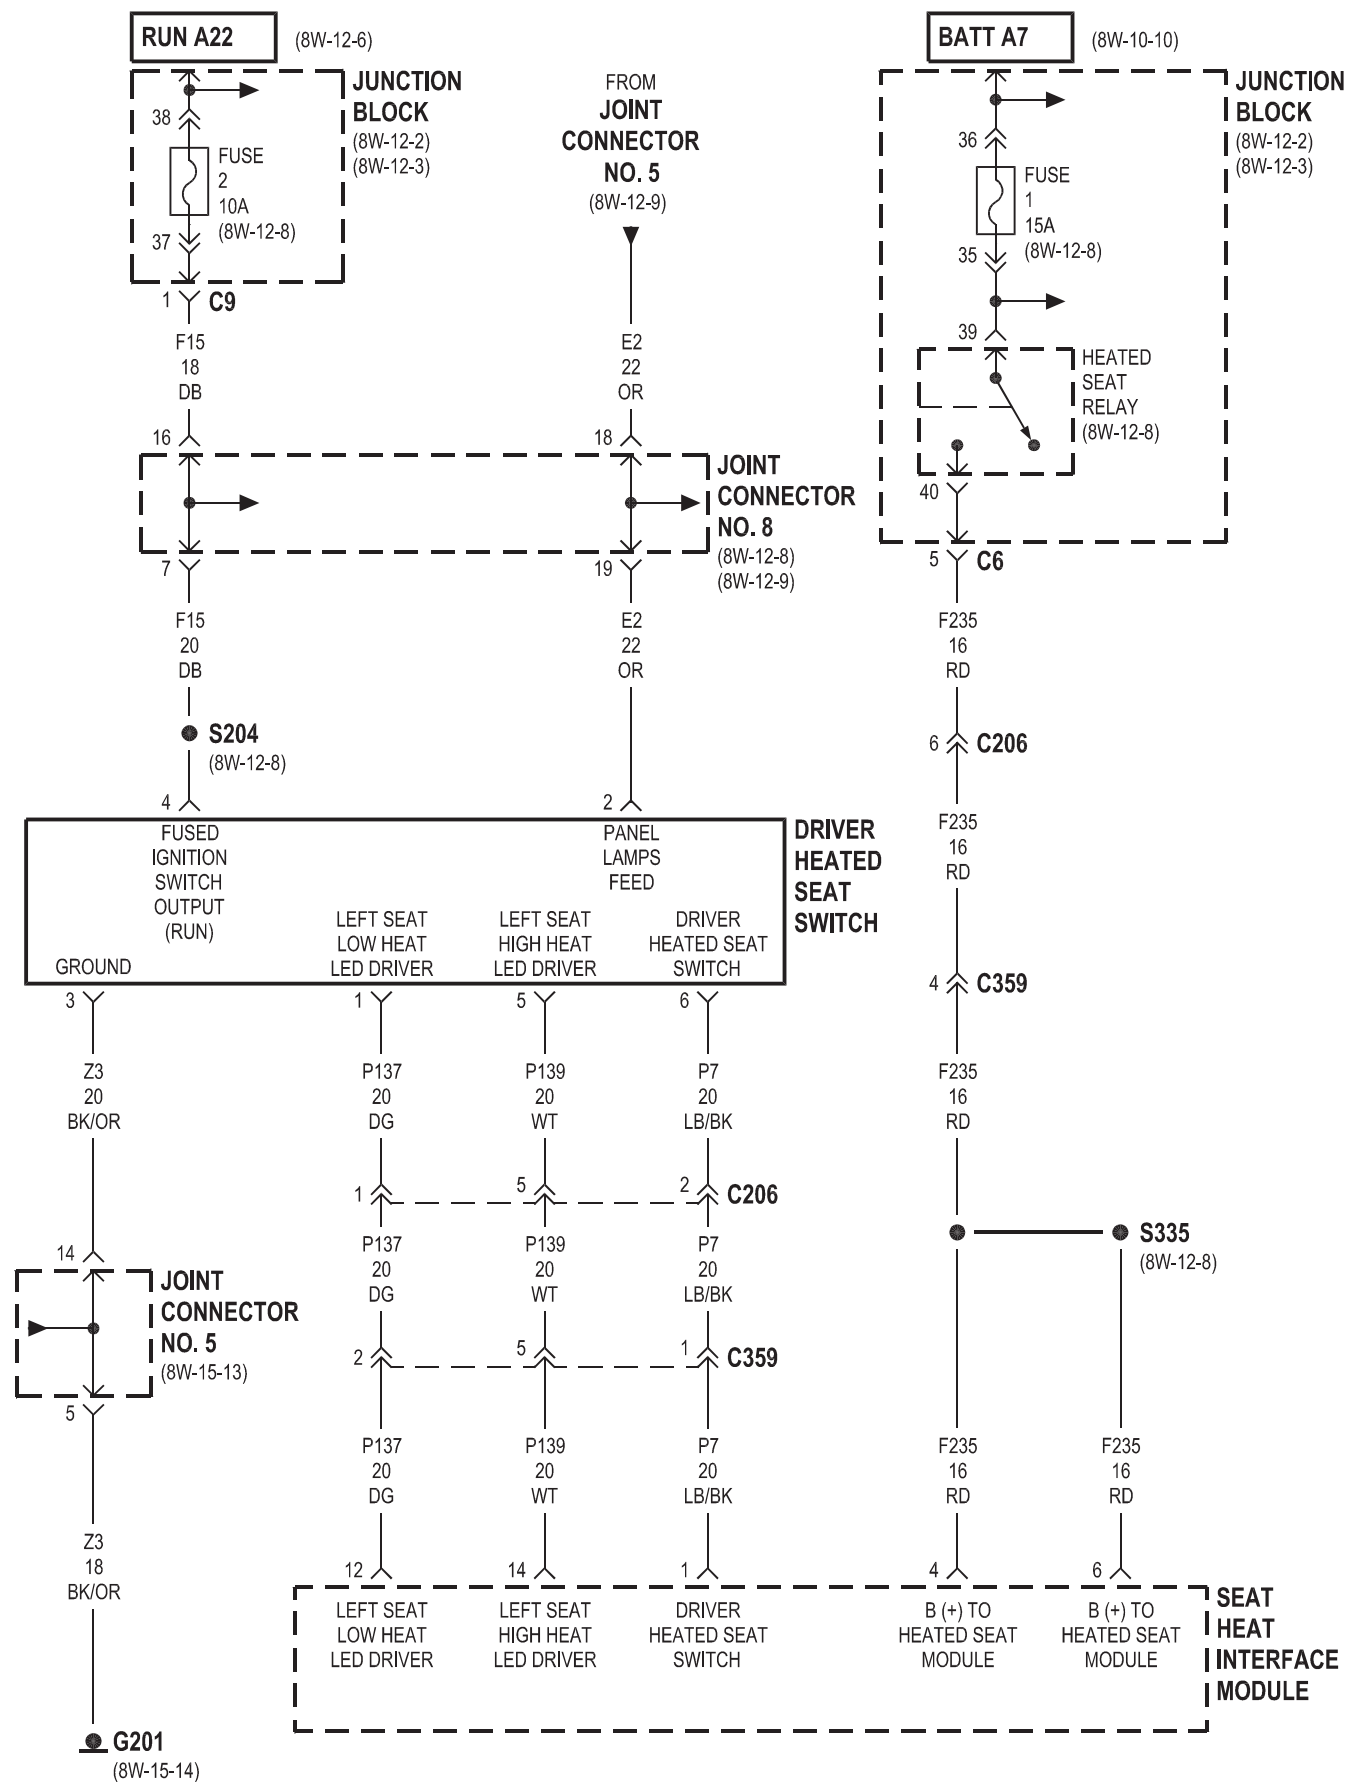 RUN A22
(8W-12-6)
JUNCTION
BLOCK
(8W-12-2)
(8W-12-3)
38
FUSE
2
10A
(8W-12-8)
37
1
C9
F15
18
DB
16
FROM
JOINT
CONNECTOR
NO. 5
(8W-12-9)
E2
22
OR
18
BATT A7
(8W-10-10)
JUNCTION
BLOCK
(8W-12-2)
(8W-12-3)
36
FUSE
1
15A
(8W-12-8)
35
39
HEATED
SEAT
RELAY
(8W-12-8)
40
5
C6
JOINT
CONNECTOR
NO. 8
(8W-12-8)
(8W-12-9)
7
19
F15
20
DB
E2
22
OR
F235
16
RD
S204
(8W-12-8)
6
C206
4
2
F235
16
RD
FUSED
IGNITION
SWITCH
OUTPUT
(RUN)
PANEL
LAMPS
FEED
DRIVER
HEATED
SEAT
SWITCH
GROUND
LEFT SEAT
LOW HEAT
LED DRIVER
LEFT SEAT
HIGH HEAT
LED DRIVER
DRIVER
HEATED SEAT
SWITCH
4
C359
3
1
5
6
Z3
20
BK/OR
P137
20
DG
P139
20
WT
P7
20
LB/BK
F235
16
RD
1
5
2
C206
14
P137
20
DG
P139
20
WT
P7
20
LB/BK
S335
(8W-12-8)
JOINT
CONNECTOR
NO. 5
(8W-15-13)
2
5
1
C359
5
P137
20
DG
P139
20
WT
P7
20
LB/BK
F235
16
RD
F235
16
RD
Z3
18
BK/OR
12
14
1
4
6
LEFT SEAT
LOW HEAT
LED DRIVER
LEFT SEAT
HIGH HEAT
LED DRIVER
DRIVER
HEATED SEAT
SWITCH
B (+) TO
HEATED SEAT
MODULE
B (+) TO
HEATED SEAT
MODULE
SEAT
HEAT
INTERFACE
MODULE
G201
(8W-15-14)